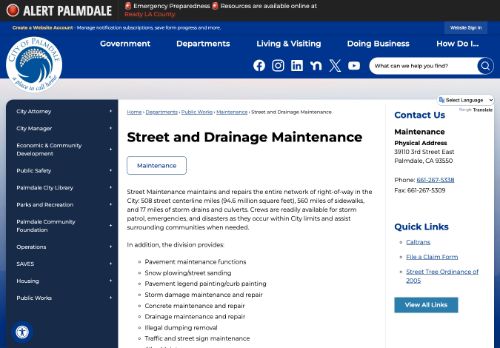 ALERT PALMDALE
🚨 Emergency Preparedness 🚨 Resources are available online at
Ready LA County.
Create a Website Account - Manage notification subscriptions, save form progress and more.
Website Sign In
CITY OF PALMDALE
a place to call home
Government
Departments
Living & Visiting
Doing Business
How Do I...
What can we help you find?
Select Language
Google Translate
City Attorney
City Manager
Economic & Community
Development
Public Safety
Palmdale City Library
Parks and Recreation
Palmdale Community
Foundation
Operations
SAVES
Housing
Public Works
Home › Departments › Public Works › Maintenance › Street and Drainage Maintenance
Street and Drainage Maintenance
Maintenance
Street Maintenance maintains and repairs the entire network of right-of-way in the
City: 508 street centerline miles (94.6 million square feet), 560 miles of sidewalks,
and 17 miles of storm drains and culverts. Crews are readily available for storm
patrol, emergencies, and disasters as they occur within City limits and assist
surrounding communities when needed.
In addition, the division provides:
Pavement maintenance functions
Snow plowing/street sanding
Pavement legend painting/curb painting
Storm damage maintenance and repair
Concrete maintenance and repair
Drainage maintenance and repair
Illegal dumping removal
Traffic and street sign maintenance
Contact Us
Maintenance
Physical Address
39110 3rd Street East
Palmdale, CA 93550
Phone: 661-267-5338
Fax: 661-267-5309
Quick Links
Caltrans
File a Claim Form
Street Tree Ordinance of
2005
View All Links